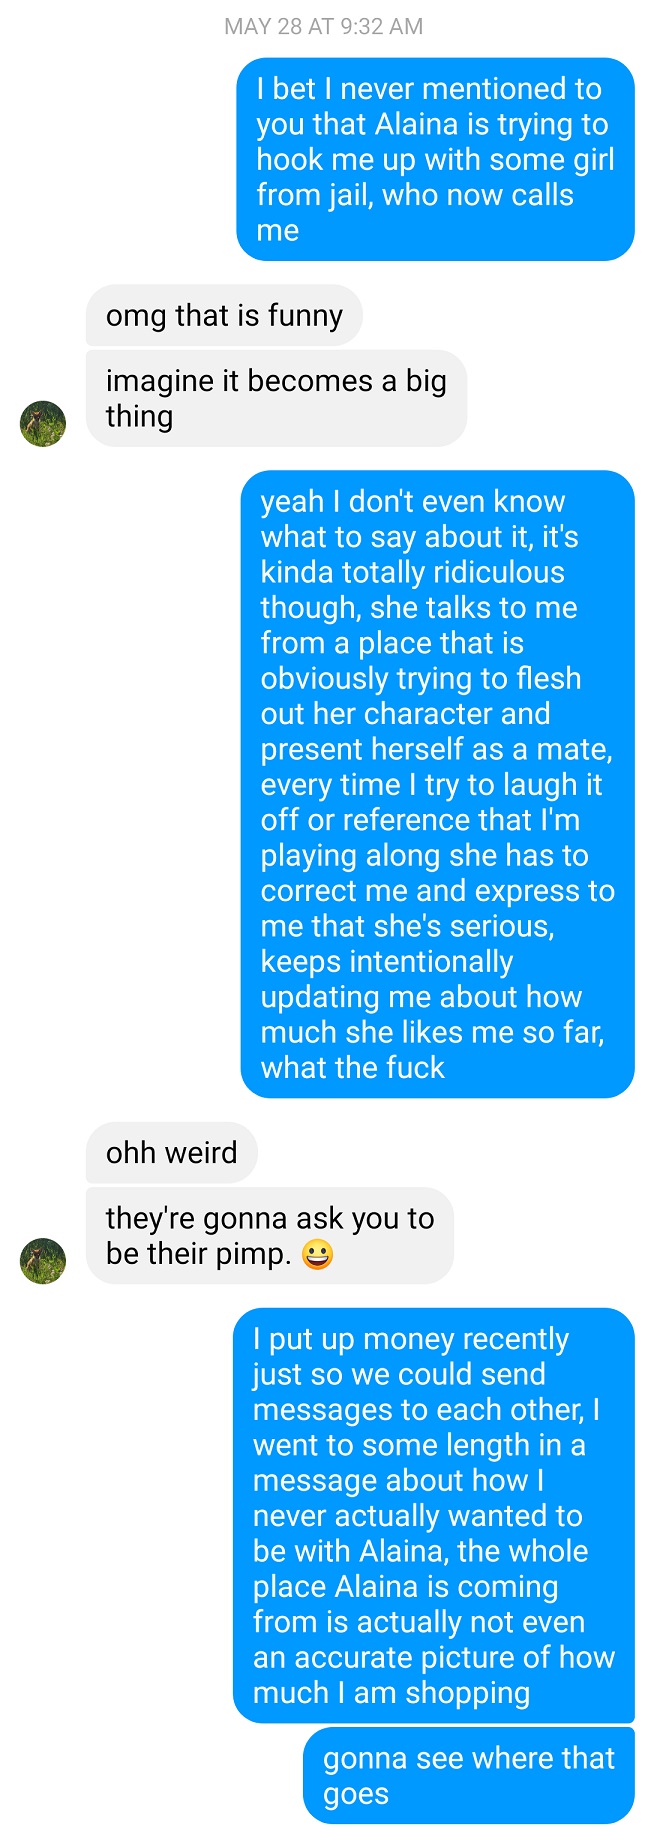 MAY 28 AT 9:32 AM
I bet I never mentioned to
you that Alaina is trying to
hook me up with some girl
from jail, who now calls
me
omg that is funny
imagine it becomes a big
thing
yeah I don't even know
what to say about it, it's
kinda totally ridiculous
though, she talks to me
from a place that is
obviously trying to flesh
out her character and
present herself as a mate,
every time I try to laugh it
off or reference that I'm
playing along she has to
correct me and express to
me that she's serious,
keeps intentionally
updating me about how
much she likes me so far,
what the fuck
ohh weird
they're gonna ask you to
be their pimp. 😀
I put up money recently
just so we could send
messages to each other, I
went to some length in a
message about how I
never actually wanted to
be with Alaina, the whole
place Alaina is coming
from is actually not even
an accurate picture of how
much I am shopping
gonna see where that
goes